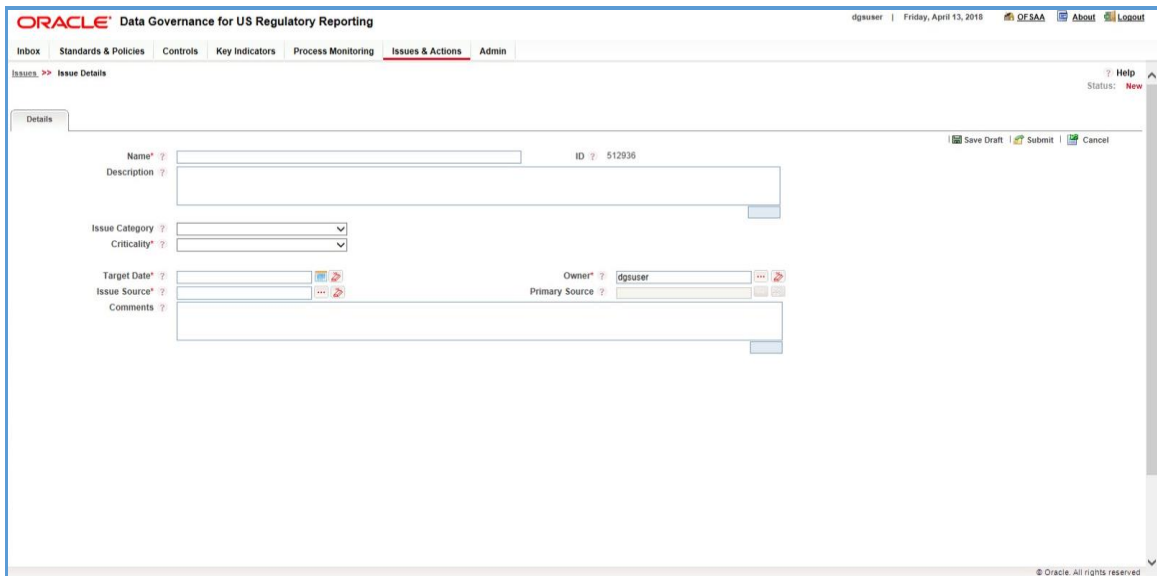 ORACLE® Data Governance for US Regulatory Reporting dgsuser | Friday, April 13, 2018 OFSAA About Logout
Inbox Standards & Policies Controls Key Indicators Process Monitoring Issues & Actions Admin
Issues >> Issue Details ? Help
Status: New
Details
Save Draft | Submit | Cancel
Name* ? ID ? 512936
Description ?
Issue Category ?
Criticality* ?
Target Date* ? Owner* ? dgsuser
Issue Source* ? Primary Source ?
Comments ?
© Oracle. All rights reserved